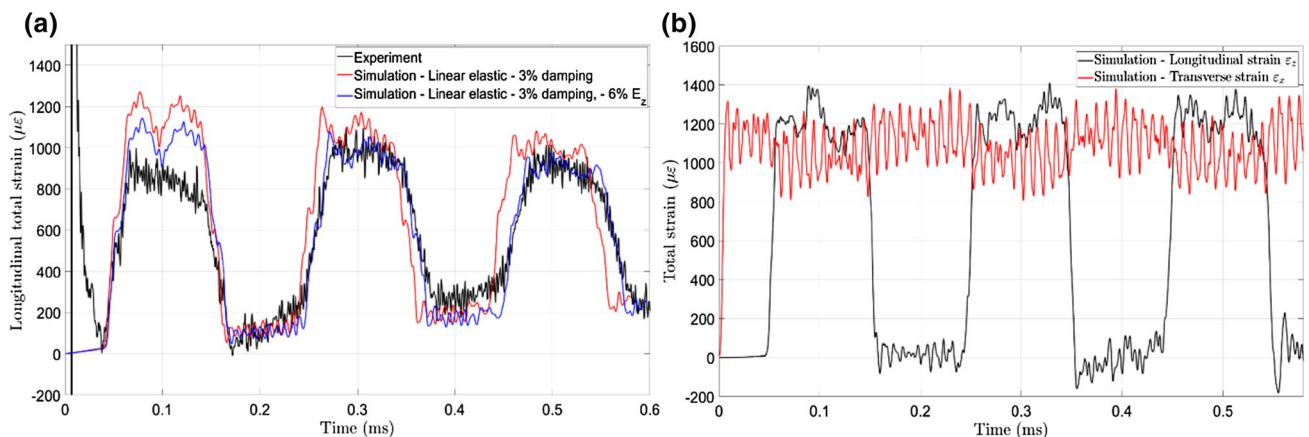 (a)
Longitudinal total strain (με)
1400
1200
1000
800
600
400
200
0
-200
Experiment
Simulation - Linear elastic - 3% damping
Simulation - Linear elastic - 3% damping, - 6% E_z
0 0.1 0.2 0.3 0.4 0.5 0.6
Time (ms)
(b)
Total strain (με)
1600
1400
1200
1000
800
600
400
200
0
-200
Simulation - Longitudinal strain ε_z
Simulation - Transverse strain ε_x
0 0.1 0.2 0.3 0.4 0.5
Time (ms)